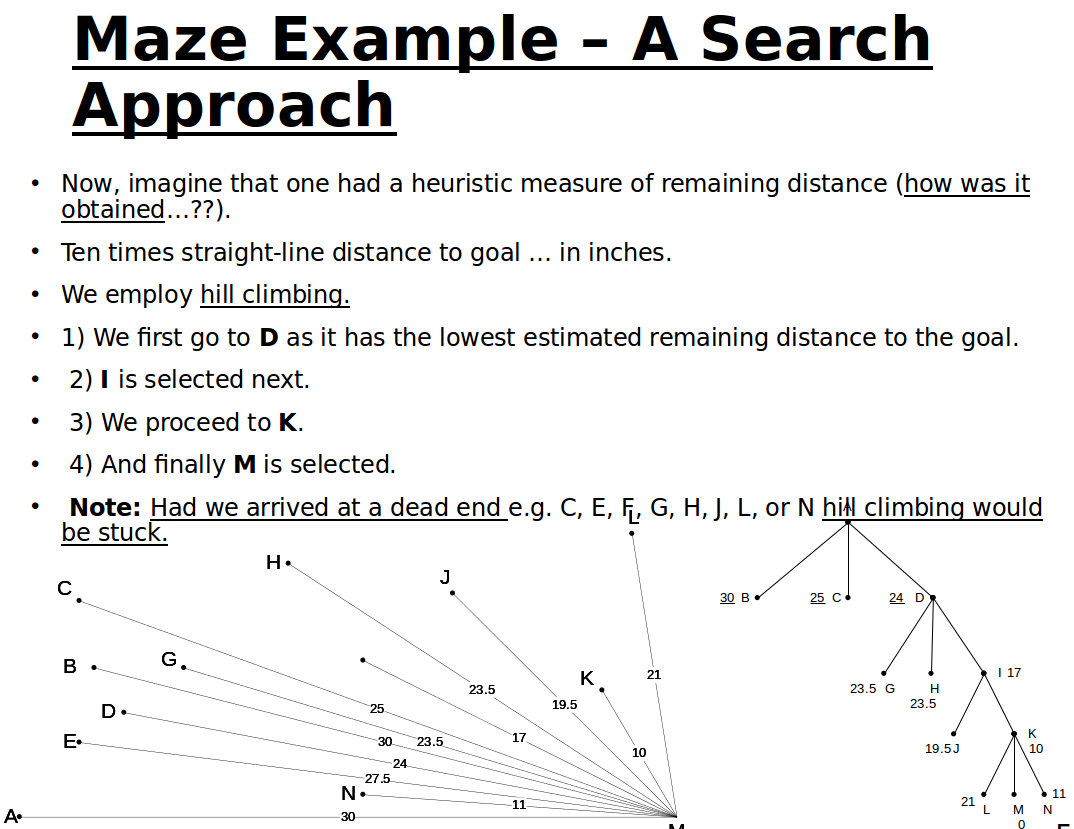 Maze Example – A Search
Approach
• Now, imagine that one had a heuristic measure of remaining distance (how was it
obtained…??).
• Ten times straight-line distance to goal … in inches.
• We employ hill climbing.
• 1) We first go to D as it has the lowest estimated remaining distance to the goal.
• 2) I is selected next.
• 3) We proceed to K.
• 4) And finally M is selected.
• Note: Had we arrived at a dead end e.g. C, E, F, G, H, J, L, or N hill climbing would
be stuck.
L
H
J
C
B
G
K
D
E
N
A
M
21
23.5
19.5
25
17
30
23.5
10
24
27.5
11
30
A
30 B
25 C
24 D
I 17
23.5 G
H
23.5
19.5 J
K
10
21
L
M
0
N
11